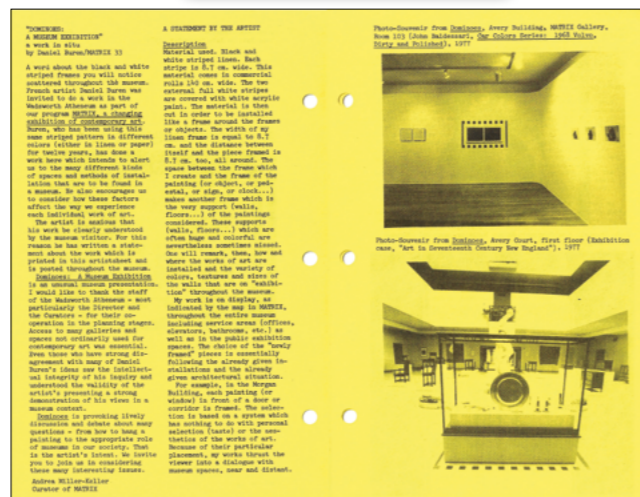 "DOMINOES:
A MUSEUM EXHIBITION"
a work in situ
by Daniel Buren/MATRIX 33
A word about the black and white
striped frames you will notice
scattered throughout the museum.
French artist Daniel Buren was
invited to do a work in the
Wadsworth Atheneum as part of
our program MATRIX, a changing
exhibition of contemporary art.
Buren, who has been using this
same striped pattern in different
colors (either in linen or paper)
for twelve years, has done a
work here which intends to alert
us to the many different kinds
of spaces and methods of instal-
lation that are to be found in
a museum. He also encourages us
to consider how these factors
affect the way we experience
each individual work of art.
The artist is anxious that
his work be clearly understood
by the museum visitor. For this
reason he has written a state-
ment about the work which is
printed in this artistsheet and
is posted throughout the museum.
Dominoes: A Museum Exhibition
is an unusual museum presentation.
I would like to thank the staff
of the Wadsworth Atheneum - most
particularly the Director and
the Curators - for their co-
operation in the planning stages.
Access to many galleries and
spaces not ordinarily used for
contemporary art was essential.
Even those who have strong dis-
agreement with many of Daniel
Buren's ideas saw the intellect-
ual integrity of his inquiry and
understood the validity of the
artist's presenting a strong
demonstration of his views in a
museum context.
Dominoes is provoking lively
discussion and debate about many
questions - from how to hang a
painting to the appropriate role
of museums in our society. That
is the artist's intent. We invite
you to join us in considering
these many interesting issues.
Andrea Miller-Keller
Curator of MATRIX
A STATEMENT BY THE ARTIST
Description
Material used. Black and
white striped linen. Each
stripe is 8.7 cm. wide. This
material comes in commercial
rolls 140 cm. wide. The two
external full white stripes
are covered with white acrylic
paint. The material is then
cut in order to be installed
like a frame around the frames
or objects. The width of my
linen frame is equal to 8.7
cm. and the distance between
itself and the piece framed is
8.7 cm. too, all around. The
space between the frame which
I create and the frame of the
painting (or object, or ped-
estal, or sign, or clock...)
makes another frame which is
the very support (walls,
floors...) of the paintings
considered. These supports
(walls, floors...) which are
often huge and colorful are
nevertheless sometimes missed.
One will remark, then, how and
where the works of art are
installed and the variety of
colors, textures and sizes of
the walls that are on "exhibi-
tion" throughout the museum.
My work is on display, as
indicated by the map in MATRIX,
throughout the entire museum
including service areas (offices,
elevators, bathrooms, etc.) as
well as in the public exhibition
spaces. The choice of the "newly
framed" pieces is essentially
following the already given in-
stallations and the already
given architectural situation.
For example, in the Morgan
Building, each painting (or
window) in front of a door or
corridor is framed. The selec-
tion is based on a system which
has nothing to do with personal
selection (taste) or the aes-
thetics of the works of art.
Because of their particular
placement, my works thrust the
viewer into a dialogue with
museum spaces, near and distant.
Photo-Souvenir from Dominoes, Avery Building, MATRIX Gallery,
Room 103 (John Baldessari, Car Colors Series: 1968 Volvo,
Dirty and Polished), 1977
Photo-Souvenir from Dominoes, Avery Court, first floor (Exhibition
case, "Art in Seventeenth Century New England"), 1977